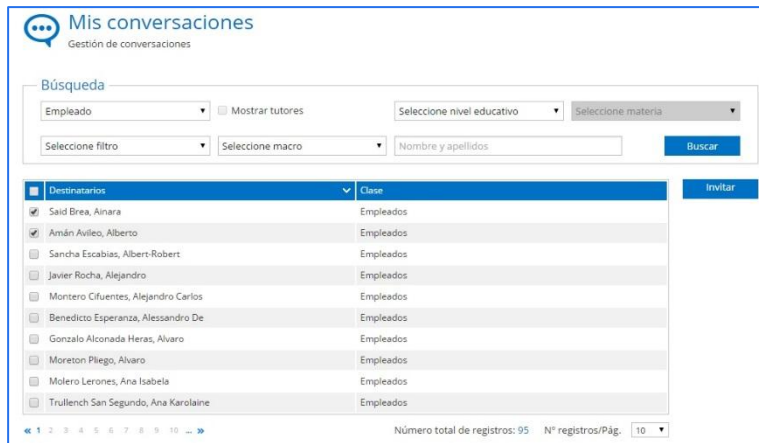 Mis conversaciones
Gestión de conversaciones
Búsqueda
Empleado Mostrar tutores Seleccione nivel educativo Seleccione materia
Seleccione filtro Seleccione macro Nombre y apellidos Buscar
Destinatarios Clase Invitar
Said Brea, Ainara Empleados
Amán Avileo, Alberto Empleados
Sancha Escabias, Albert-Robert Empleados
Javier Rocha, Alejandro Empleados
Montero Cifuentes, Alejandro Carlos Empleados
Benedicto Esperanza, Alessandro De Empleados
Gonzalo Alconada Heras, Alvaro Empleados
Moreton Pliego, Alvaro Empleados
Molero Lerones, Ana Isabela Empleados
Trullench San Segundo, Ana Karolaine Empleados
« 1 2 3 4 5 6 7 8 9 10 ... » Número total de registros: 95 Nº registros/Pág. 10